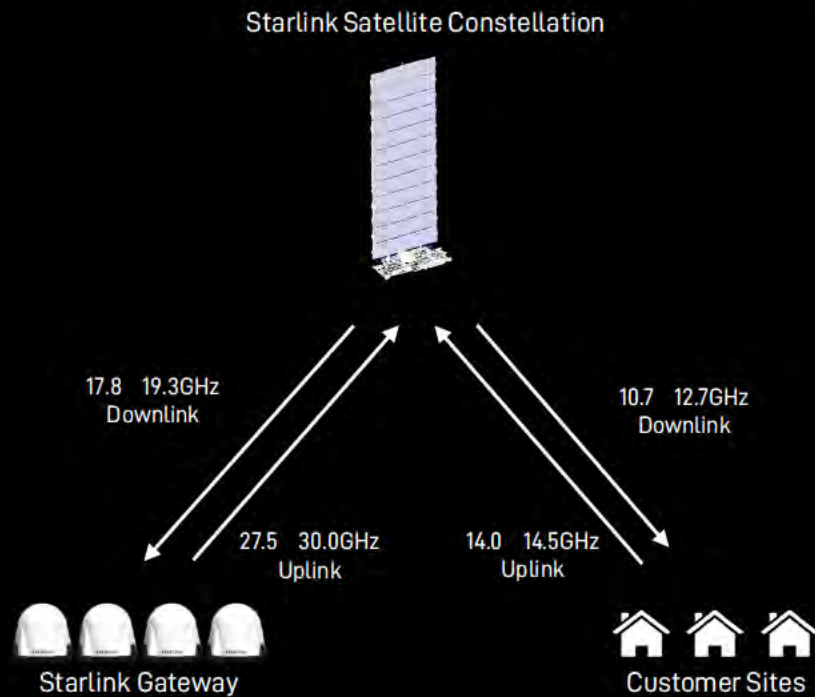 Starlink Satellite Constellation
17.8 19.3GHz
Downlink
10.7 12.7GHz
Downlink
27.5 30.0GHz
Uplink
14.0 14.5GHz
Uplink
Starlink Gateway
Customer Sites